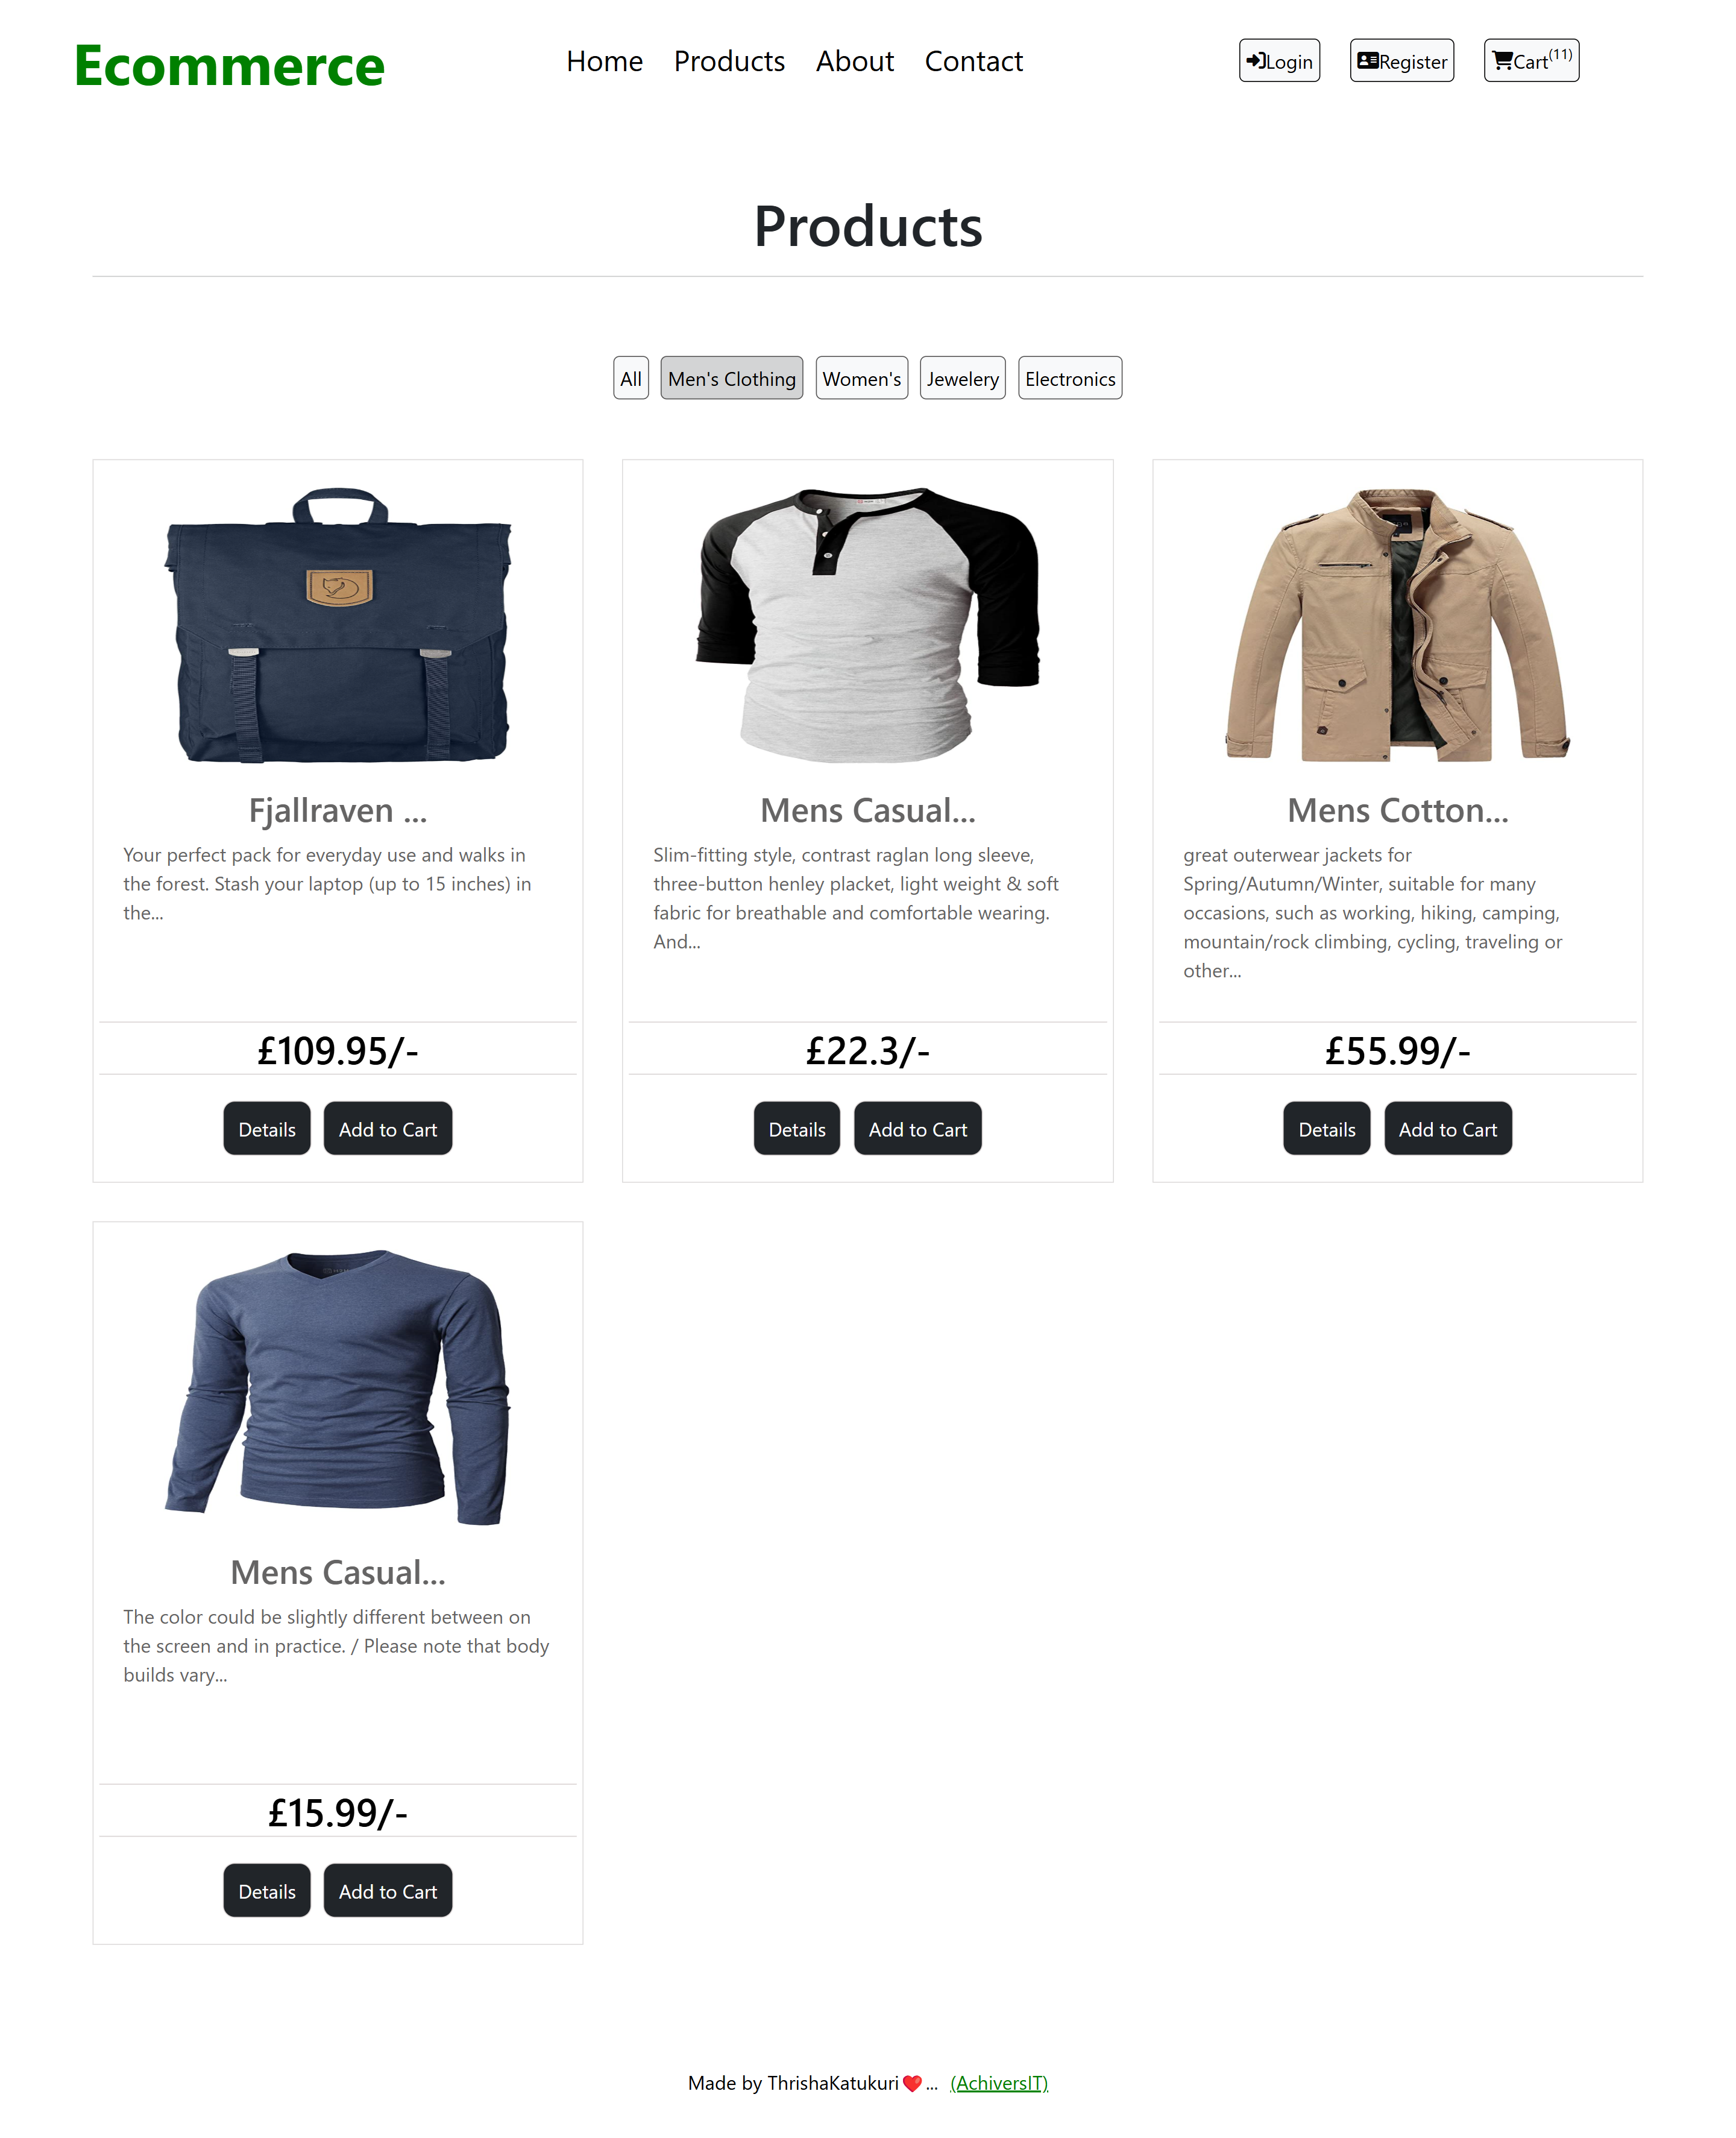 Ecommerce
Home Products About Contact
Login Register Cart(11)
Products
All Men's Clothing Women's Jewelery Electronics
Fjallraven ...
Your perfect pack for everyday use and walks in
the forest. Stash your laptop (up to 15 inches) in
the...
£109.95/-
Details Add to Cart
Mens Casual...
Slim-fitting style, contrast raglan long sleeve,
three-button henley placket, light weight & soft
fabric for breathable and comfortable wearing.
And...
£22.3/-
Details Add to Cart
Mens Cotton...
great outerwear jackets for
Spring/Autumn/Winter, suitable for many
occasions, such as working, hiking, camping,
mountain/rock climbing, cycling, traveling or
other...
£55.99/-
Details Add to Cart
Mens Casual...
The color could be slightly different between on
the screen and in practice. / Please note that body
builds vary...
£15.99/-
Details Add to Cart
Made by ThrishaKatukuri❤️... (AchiversIT)